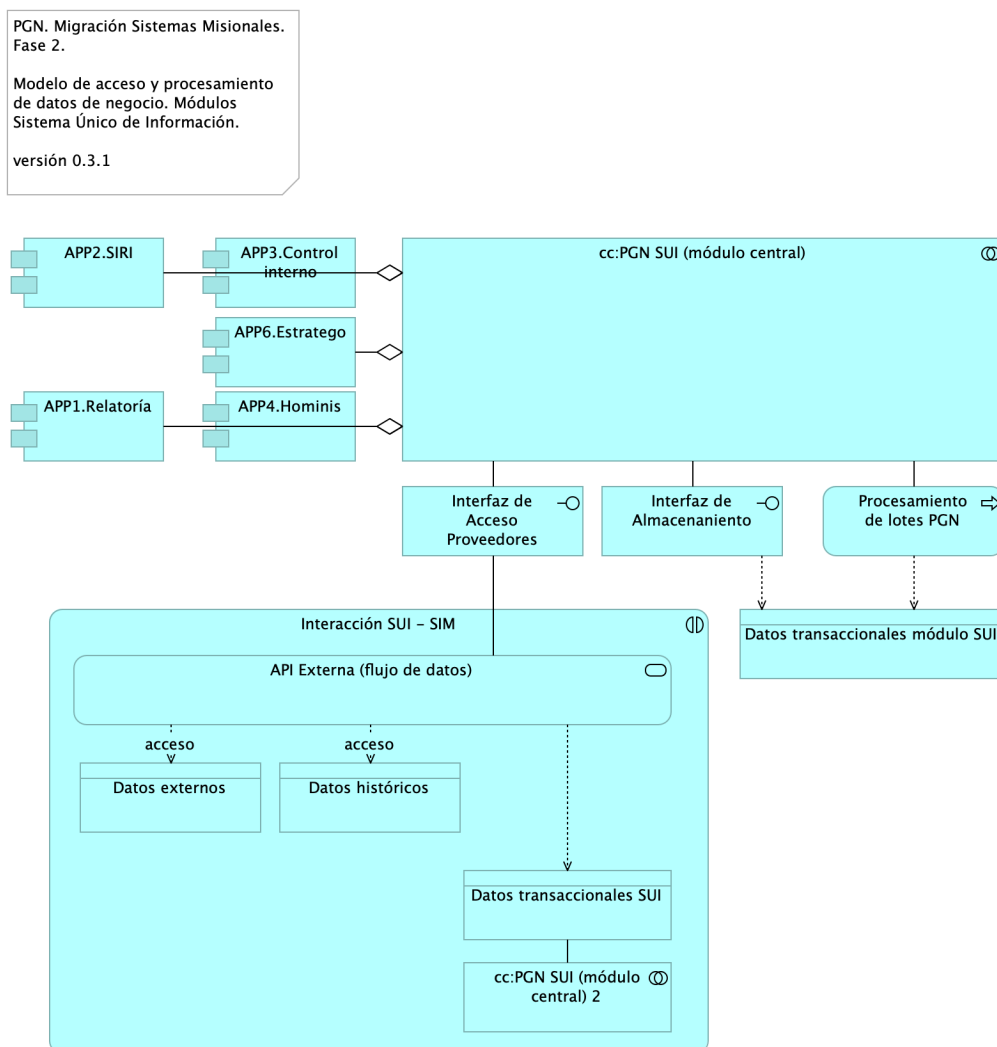 PGN. Migración Sistemas Misionales.
Fase 2.
Modelo de acceso y procesamiento
de datos de negocio. Módulos
Sistema Único de Información.
versión 0.3.1
APP2.SIRI
APP3.Control
interno
cc:PGN SUI (módulo central)
APP6.Estratego
APP1.Relatoría
APP4.Hominis
Interfaz de
Acceso
Proveedores
Interfaz de
Almacenaniento
Procesamiento
de lotes PGN
Interacción SUI – SIM
Datos transaccionales módulo SUI
API Externa (flujo de datos)
acceso
acceso
Datos externos
Datos históricos
Datos transaccionales SUI
cc:PGN SUI (módulo
central) 2